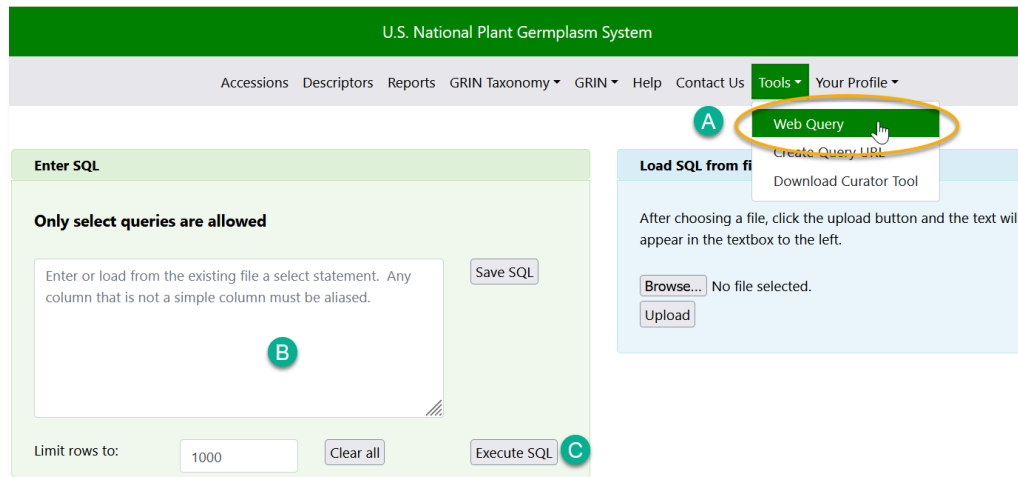 U.S. National Plant Germplasm System
Accessions Descriptors Reports GRIN Taxonomy GRIN Help Contact Us Tools Your Profile
A
Web Query
Create Query URL
Download Curator Tool
Enter SQL
Only select queries are allowed
Enter or load from the existing file a select statement. Any
column that is not a simple column must be aliased.
Save SQL
B
Limit rows to:
1000
Clear all
Execute SQL
C
Load SQL from fi
After choosing a file, click the upload button and the text wil
appear in the textbox to the left.
Browse... No file selected.
Upload